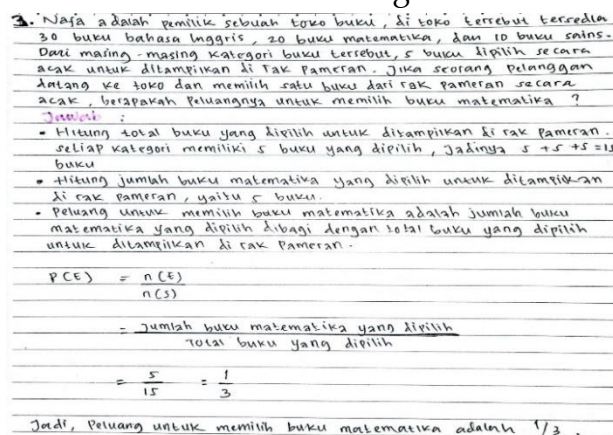 3. Nasa adalah pemilik sebuah toko buku, di toko tersebut tersedia
30 buku bahasa Inggris, 20 buku matematika, dan 10 buku sains.
Dari masing-masing kategori buku tersebut, 5 buku dipilih secara
acak untuk ditampilkan di rak pameran. Jika seorang pelanggan
datang ke toko dan memilih satu buku dari rak pameran secara
acak, berapakah peluangnya untuk memilih buku matematika ?
Jawab :
• Hitung total buku yang dipilih untuk ditampilkan di rak pameran.
setiap kategori memiliki 5 buku yang dipilih, Jadinya 5 + 5 + 5 = 15
buku
• Hitung jumlah buku matematika yang dipilih untuk ditampilkan
di rak pameran, yaitu 5 buku.
• Peluang untuk memilih buku matematika adalah jumlah buku
matematika yang dipilih dibagi dengan total buku yang dipilih
untuk ditampilkan di rak Pameran.
P(E) = n(E)
n(S)
= Jumlah buku matematika yang dipilih
Total buku yang dipilih
= 5/15 = 1/3
Jadi, Peluang untuk memilih buku matematika adalah 1/3.